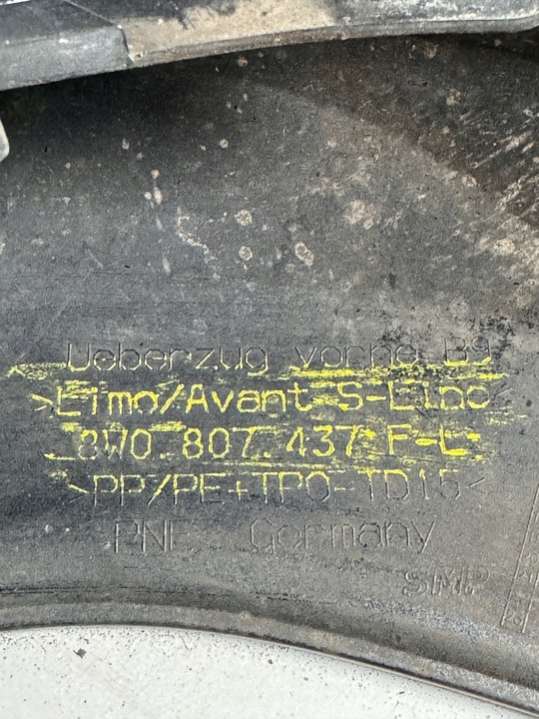 Ueberzug vorne B9
>Limo/Avant S-Line
8W0.807.437.F-L
>PP/PE+TPO-TD15<
PNE Germany
SMP